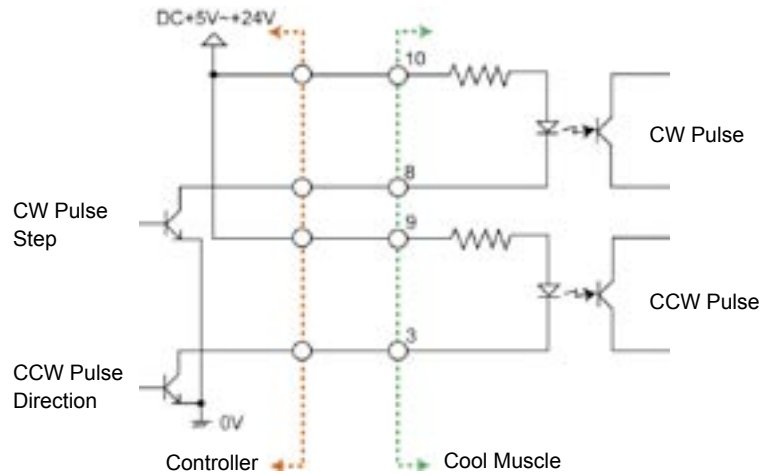 DC+5V~+24V
10
CW Pulse
8
CW Pulse
Step
9
CCW Pulse
3
CCW Pulse
Direction
0V
Controller
Cool Muscle